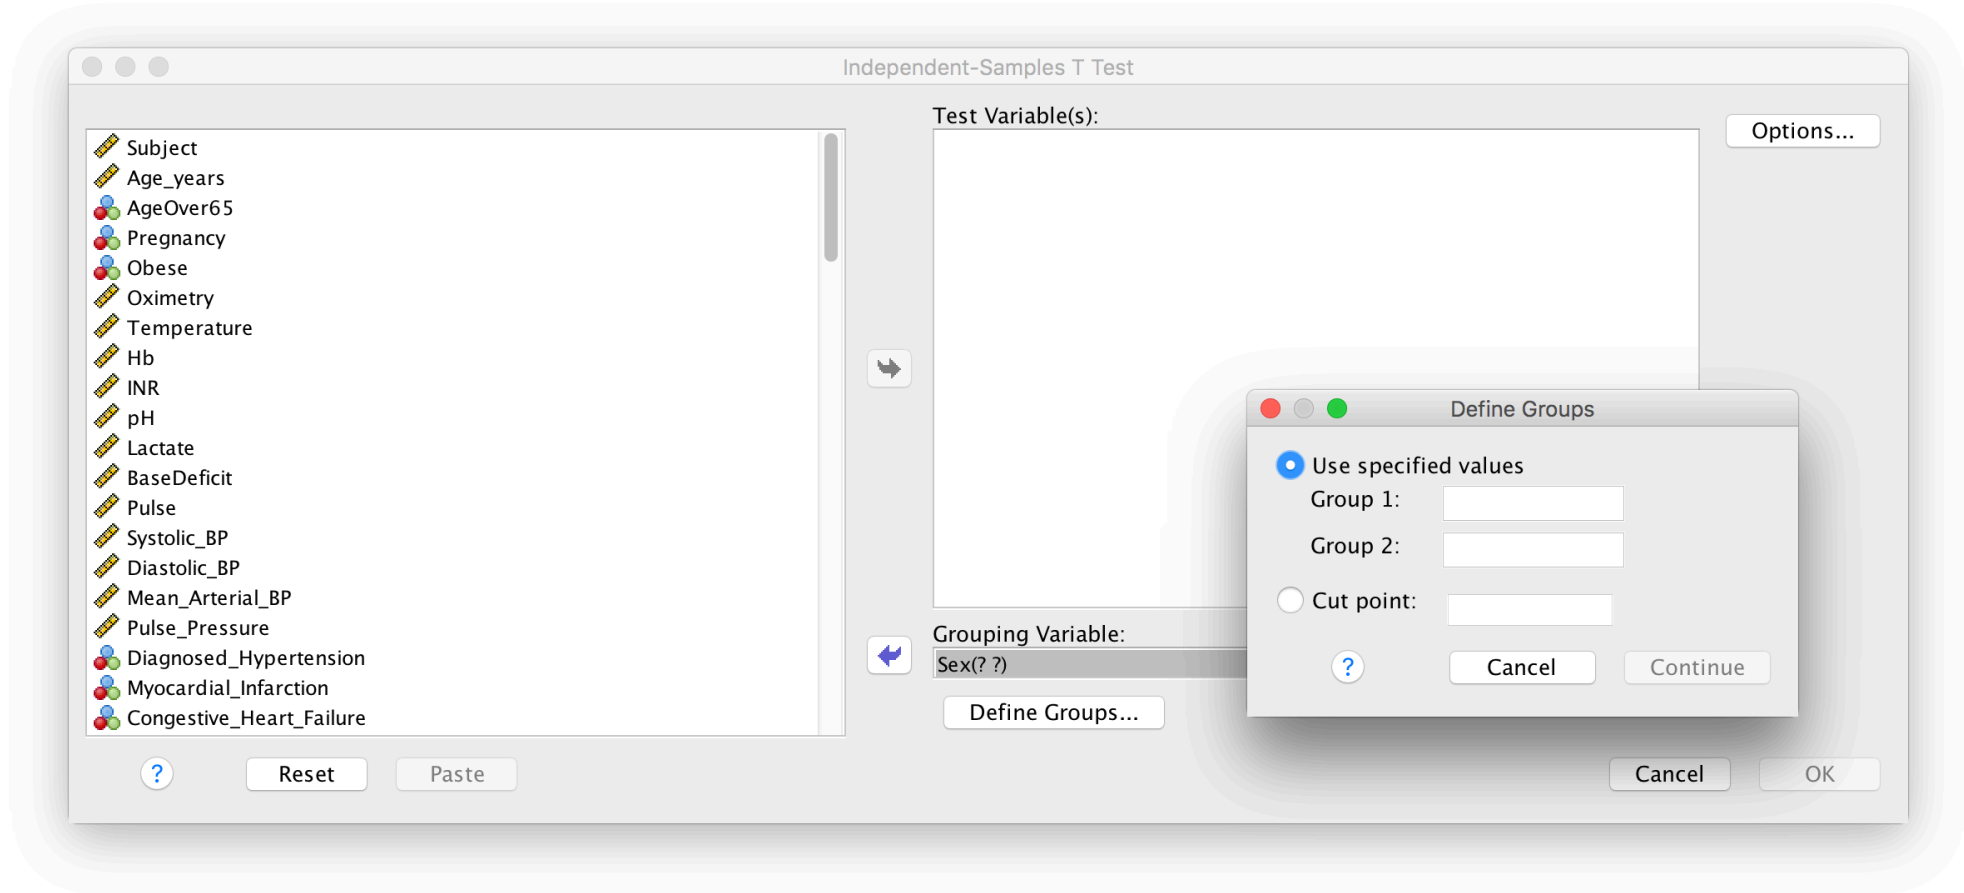 Independent-Samples T Test
Subject
Age_years
AgeOver65
Pregnancy
Obese
Oximetry
Temperature
Hb
INR
pH
Lactate
BaseDeficit
Pulse
Systolic_BP
Diastolic_BP
Mean_Arterial_BP
Pulse_Pressure
Diagnosed_Hypertension
Myocardial_Infarction
Congestive_Heart_Failure
Test Variable(s):
Options...
Grouping Variable:
Sex(? ?)
Define Groups...
Define Groups
Use specified values
Group 1:
Group 2:
Cut point:
? Cancel Continue
? Reset Paste Cancel OK